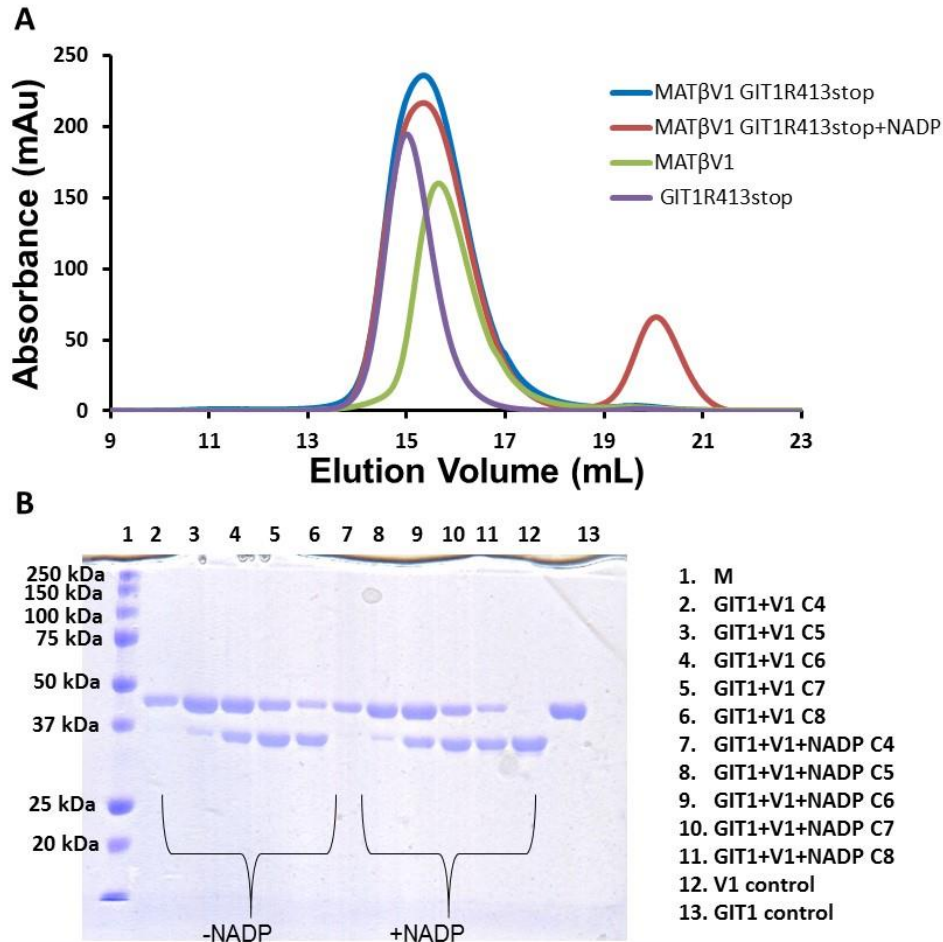 A
250
200
150
100
50
0
Absorbance (mAu)
9 11 13 15 17 19 21 23
Elution Volume (mL)
MATβV1 GIT1R413stop
MATβV1 GIT1R413stop+NADP
MATβV1
GIT1R413stop
B
1 2 3 4 5 6 7 8 9 10 11 12 13
250 kDa
150 kDa
100 kDa
75 kDa
50 kDa
37 kDa
25 kDa
20 kDa
-NADP +NADP
1. M
2. GIT1+V1 C4
3. GIT1+V1 C5
4. GIT1+V1 C6
5. GIT1+V1 C7
6. GIT1+V1 C8
7. GIT1+V1+NADP C4
8. GIT1+V1+NADP C5
9. GIT1+V1+NADP C6
10. GIT1+V1+NADP C7
11. GIT1+V1+NADP C8
12. V1 control
13. GIT1 control